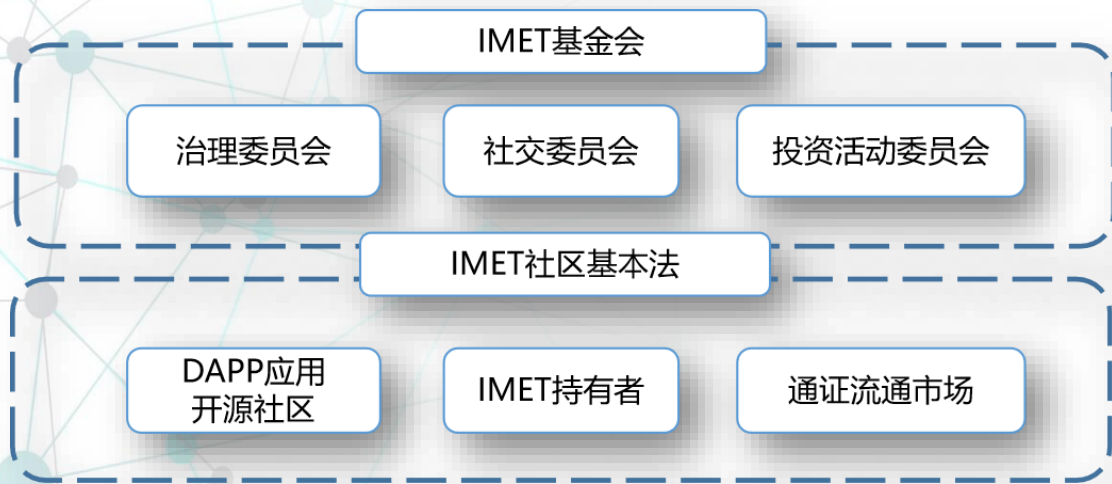 IMET基金会
治理委员会
社交委员会
投资活动委员会
IMET社区基本法
DAPP应用
开源社区
IMET持有者
通证流通市场